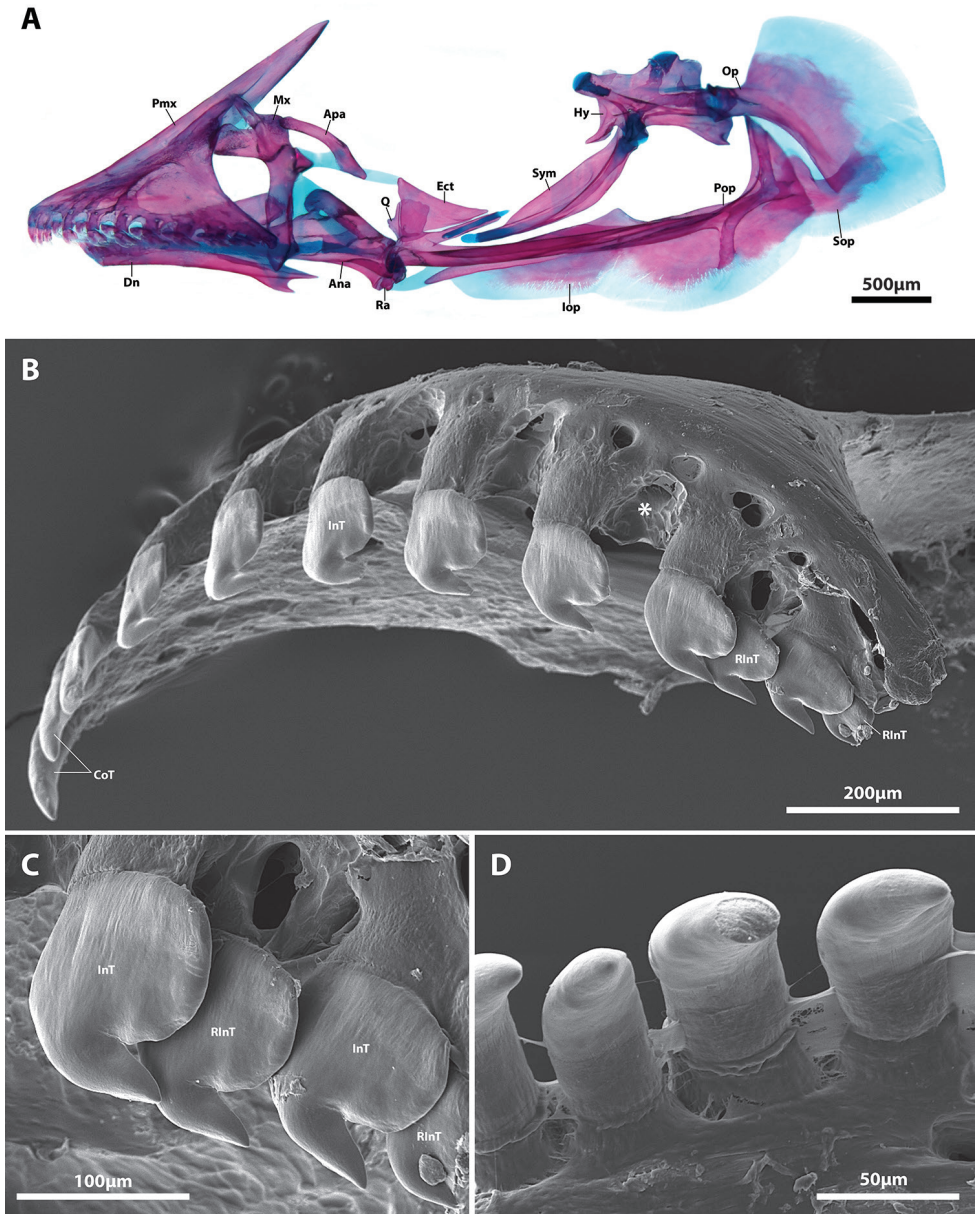 A
Pmx
Mx
Apa
Hy
Op
Ect
Sym
Q
Pop
Sop
Dn
Ana
Ra
Iop
500µm
B
InT
*
RInT
RInT
CoT
200µm
C
D
InT
RInT
InT
RInT
100µm
50µm